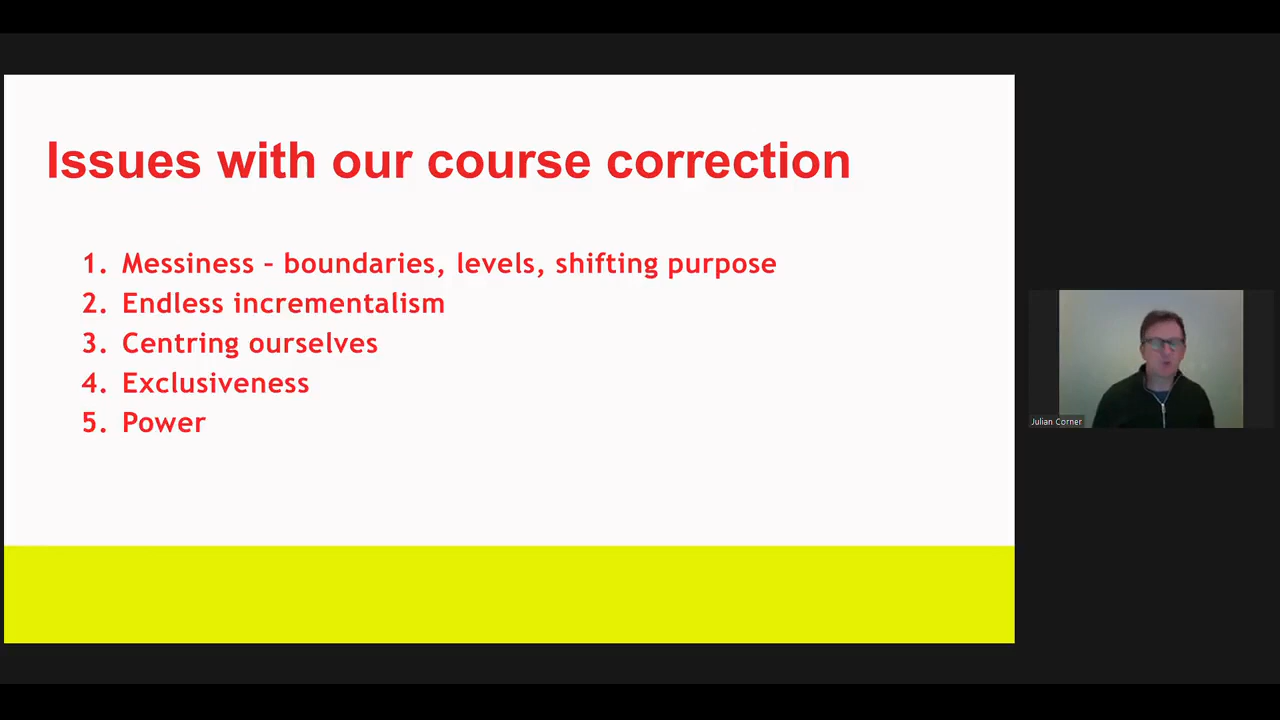 Issues with our course correction
1. Messiness – boundaries, levels, shifting purpose
2. Endless incrementalism
3. Centring ourselves
4. Exclusiveness
5. Power
Julian Corner